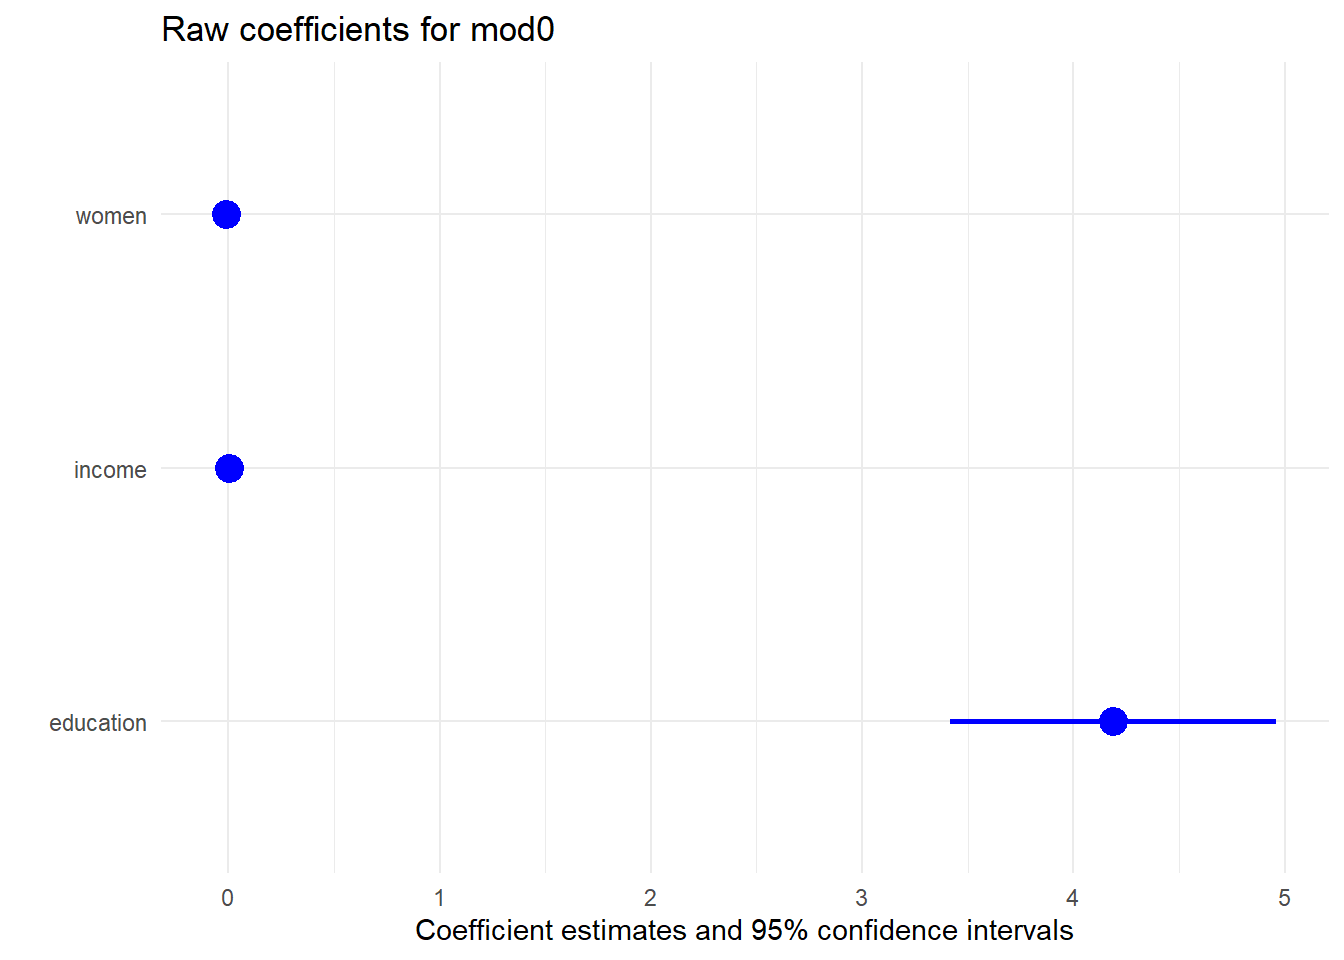 Raw coefficients for mod0
women
income
education
0 1 2 3 4 5
Coefficient estimates and 95% confidence intervals